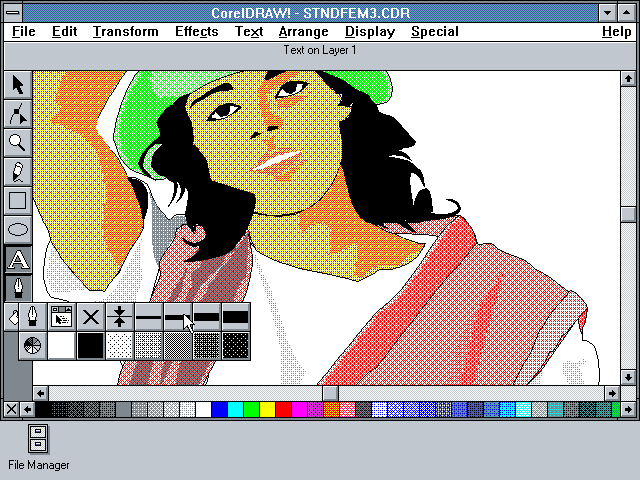 CorelDRAW! - STNDFEM3.CDR
File Edit Transform Effects Text Arrange Display Special Help
Text on Layer 1
A
File Manager